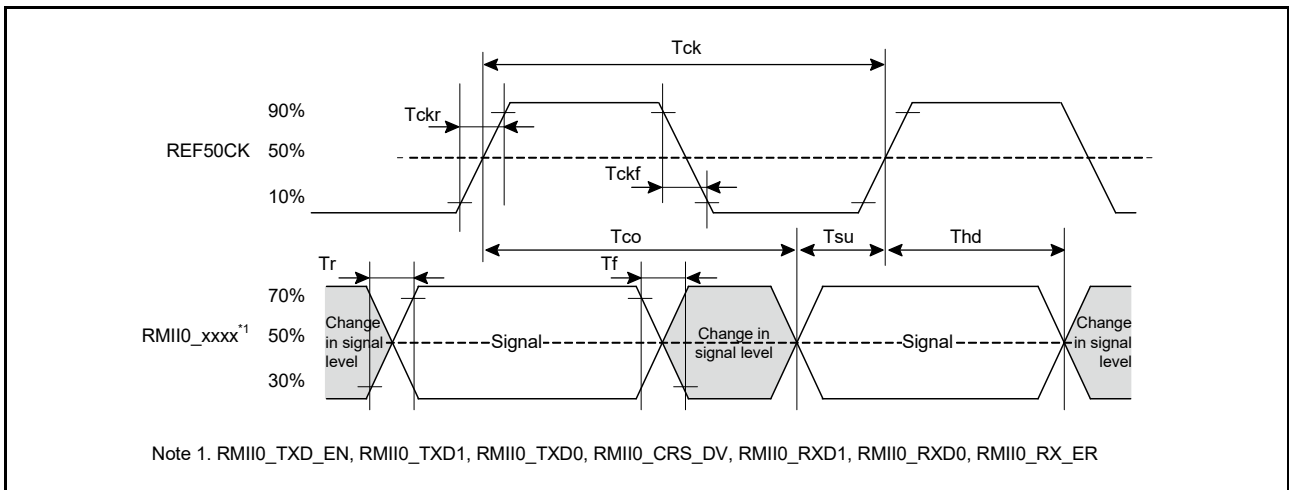 Tck
90%
Tckr
REF50CK 50%
Tckf
10%
Tco Tsu Thd
Tr Tf
70%
Change in signal level
RMII0_xxxx*1 50%
Signal
Change in signal level
Signal
Change in signal level
30%
Note 1. RMII0_TXD_EN, RMII0_TXD1, RMII0_TXD0, RMII0_CRS_DV, RMII0_RXD1, RMII0_RXD0, RMII0_RX_ER